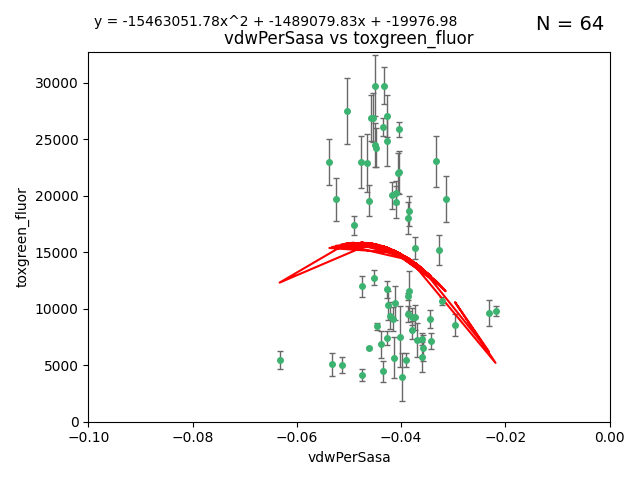 y = -15463051.78x^2 + -1489079.83x + -19976.98
N = 64
vdwPerSasa vs toxgreen_fluor
30000
25000
20000
15000
10000
5000
0
toxgreen_fluor
−0.10 −0.08 −0.06 −0.04 −0.02 0.00
vdwPerSasa